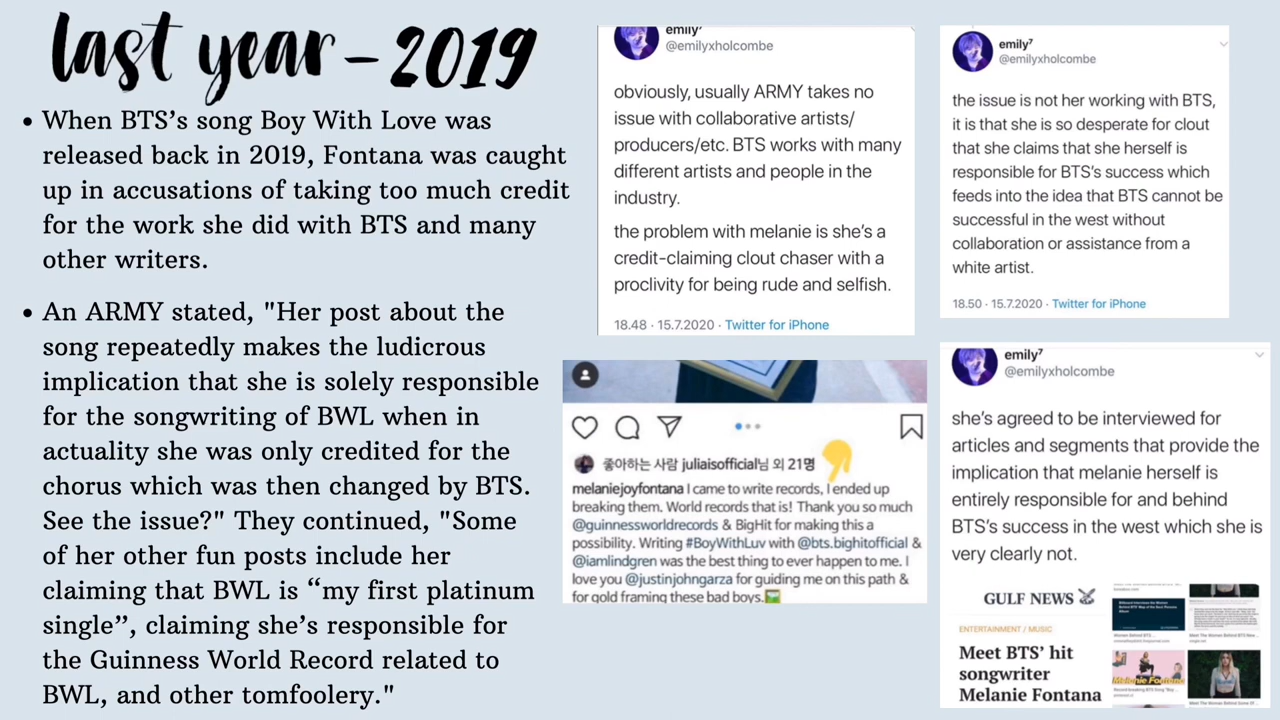 last year - 2019
• When BTS’s song Boy With Love was
released back in 2019, Fontana was caught
up in accusations of taking too much credit
for the work she did with BTS and many
other writers.
• An ARMY stated, "Her post about the
song repeatedly makes the ludicrous
implication that she is solely responsible
for the songwriting of BWL when in
actuality she was only credited for the
chorus which was then changed by BTS.
See the issue?" They continued, "Some
of her other fun posts include her
claiming that BWL is “my first platinum
single”, claiming she’s responsible for
the Guinness World Record related to
BWL, and other tomfoolery."
emily⁷
@emilyxholcombe
obviously, usually ARMY takes no
issue with collaborative artists/
producers/etc. BTS works with many
different artists and people in the
industry.
the problem with melanie is she’s a
credit-claiming clout chaser with a
proclivity for being rude and selfish.
18.48 · 15.7.2020 · Twitter for iPhone
emily⁷
@emilyxholcombe
the issue is not her working with BTS,
it is that she is so desperate for clout
that she claims that she herself is
responsible for BTS’s success which
feeds into the idea that BTS cannot be
successful in the west without
collaboration or assistance from a
white artist.
18.50 · 15.7.2020 · Twitter for iPhone
좋아하는 사람 juliaisofficial님 외 21명
melaniejoyfontana I came to write records, I ended up
breaking them. World records that is! Thank you so much
@guinnessworldrecords & BigHit for making this a
possibility. Writing #BoyWithLuv with @bts.bighitofficial &
@iamlindgren was the best thing to ever happen to me. I
love you @justinjohngarza for guiding me on this path &
for gold framing these bad boys.
emily⁷
@emilyxholcombe
she’s agreed to be interviewed for
articles and segments that provide the
implication that melanie herself is
entirely responsible for and behind
BTS’s success in the west which she is
very clearly not.
GULF NEWS
ENTERTAINMENT / MUSIC
Meet BTS’ hit
songwriter
Melanie Fontana
Melanie Fontana